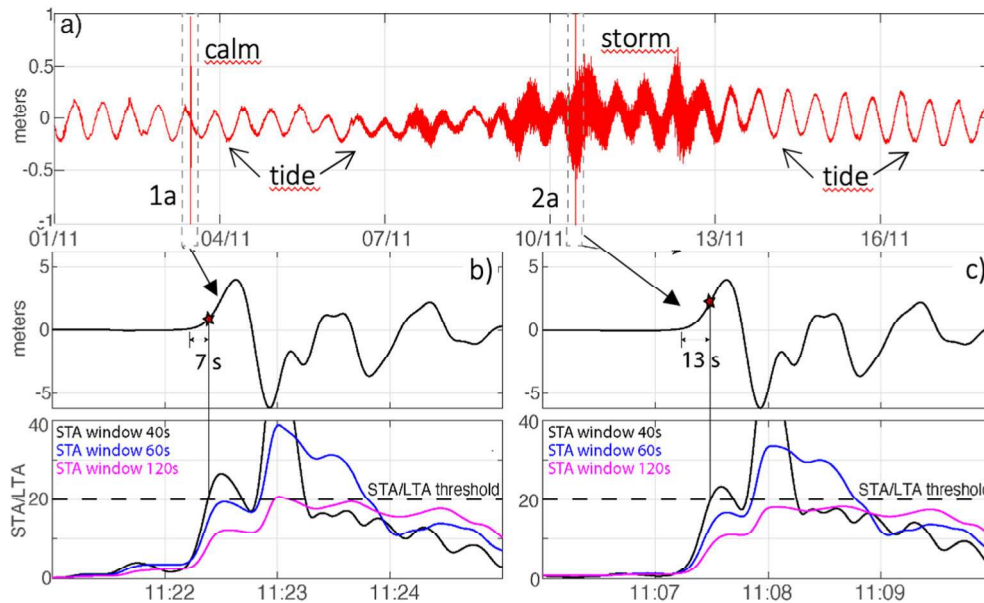 a)
1
0.5
0
-0.5
-1
meters
calm
storm
tide
tide
1a
2a
01/11
04/11
07/11
10/11
13/11
16/11
b)
5
0
-5
meters
7 s
c)
5
0
-5
meters
13 s
40
20
0
STA/LTA
STA window 40s
STA window 60s
STA window 120s
STA/LTA threshold
11:22
11:23
11:24
40
20
0
STA window 40s
STA window 60s
STA window 120s
STA/LTA threshold
11:07
11:08
11:09